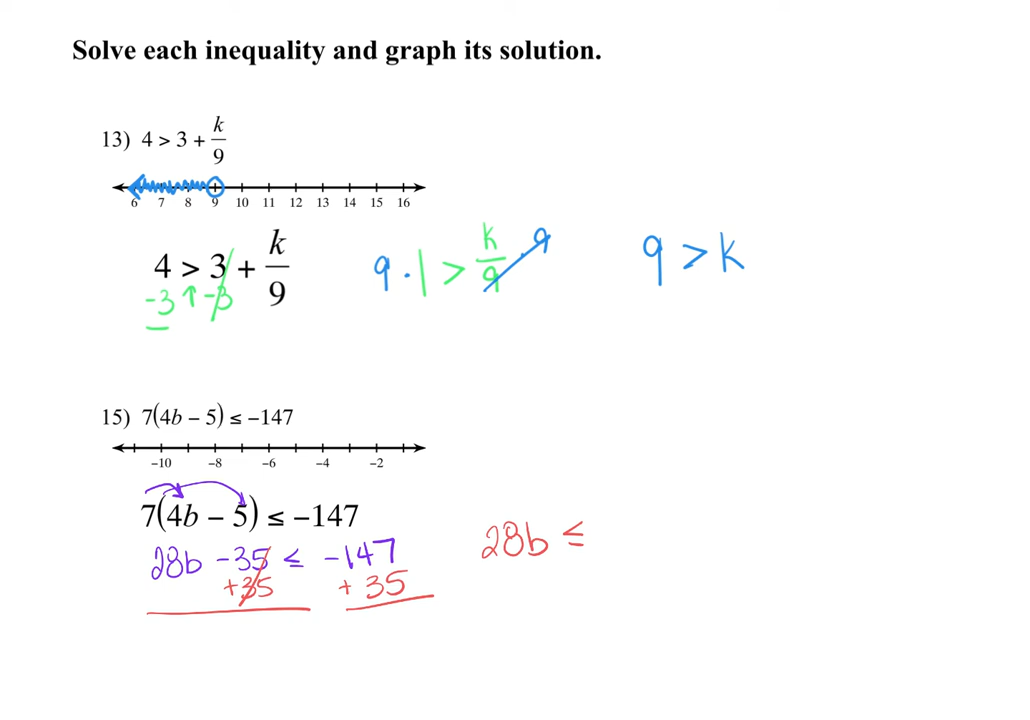 Solve each inequality and graph its solution.
13) 4 > 3 + k/9
6 7 8 9 10 11 12 13 14 15 16
4 > 3 + k/9
-3 ↑ -3
9 · 1 > k/9 · 9
9 > k
15) 7(4b − 5) ≤ −147
−10 −8 −6 −4 −2
7(4b − 5) ≤ −147
28b - 35 ≤ -147
+35 + 35
28b ≤